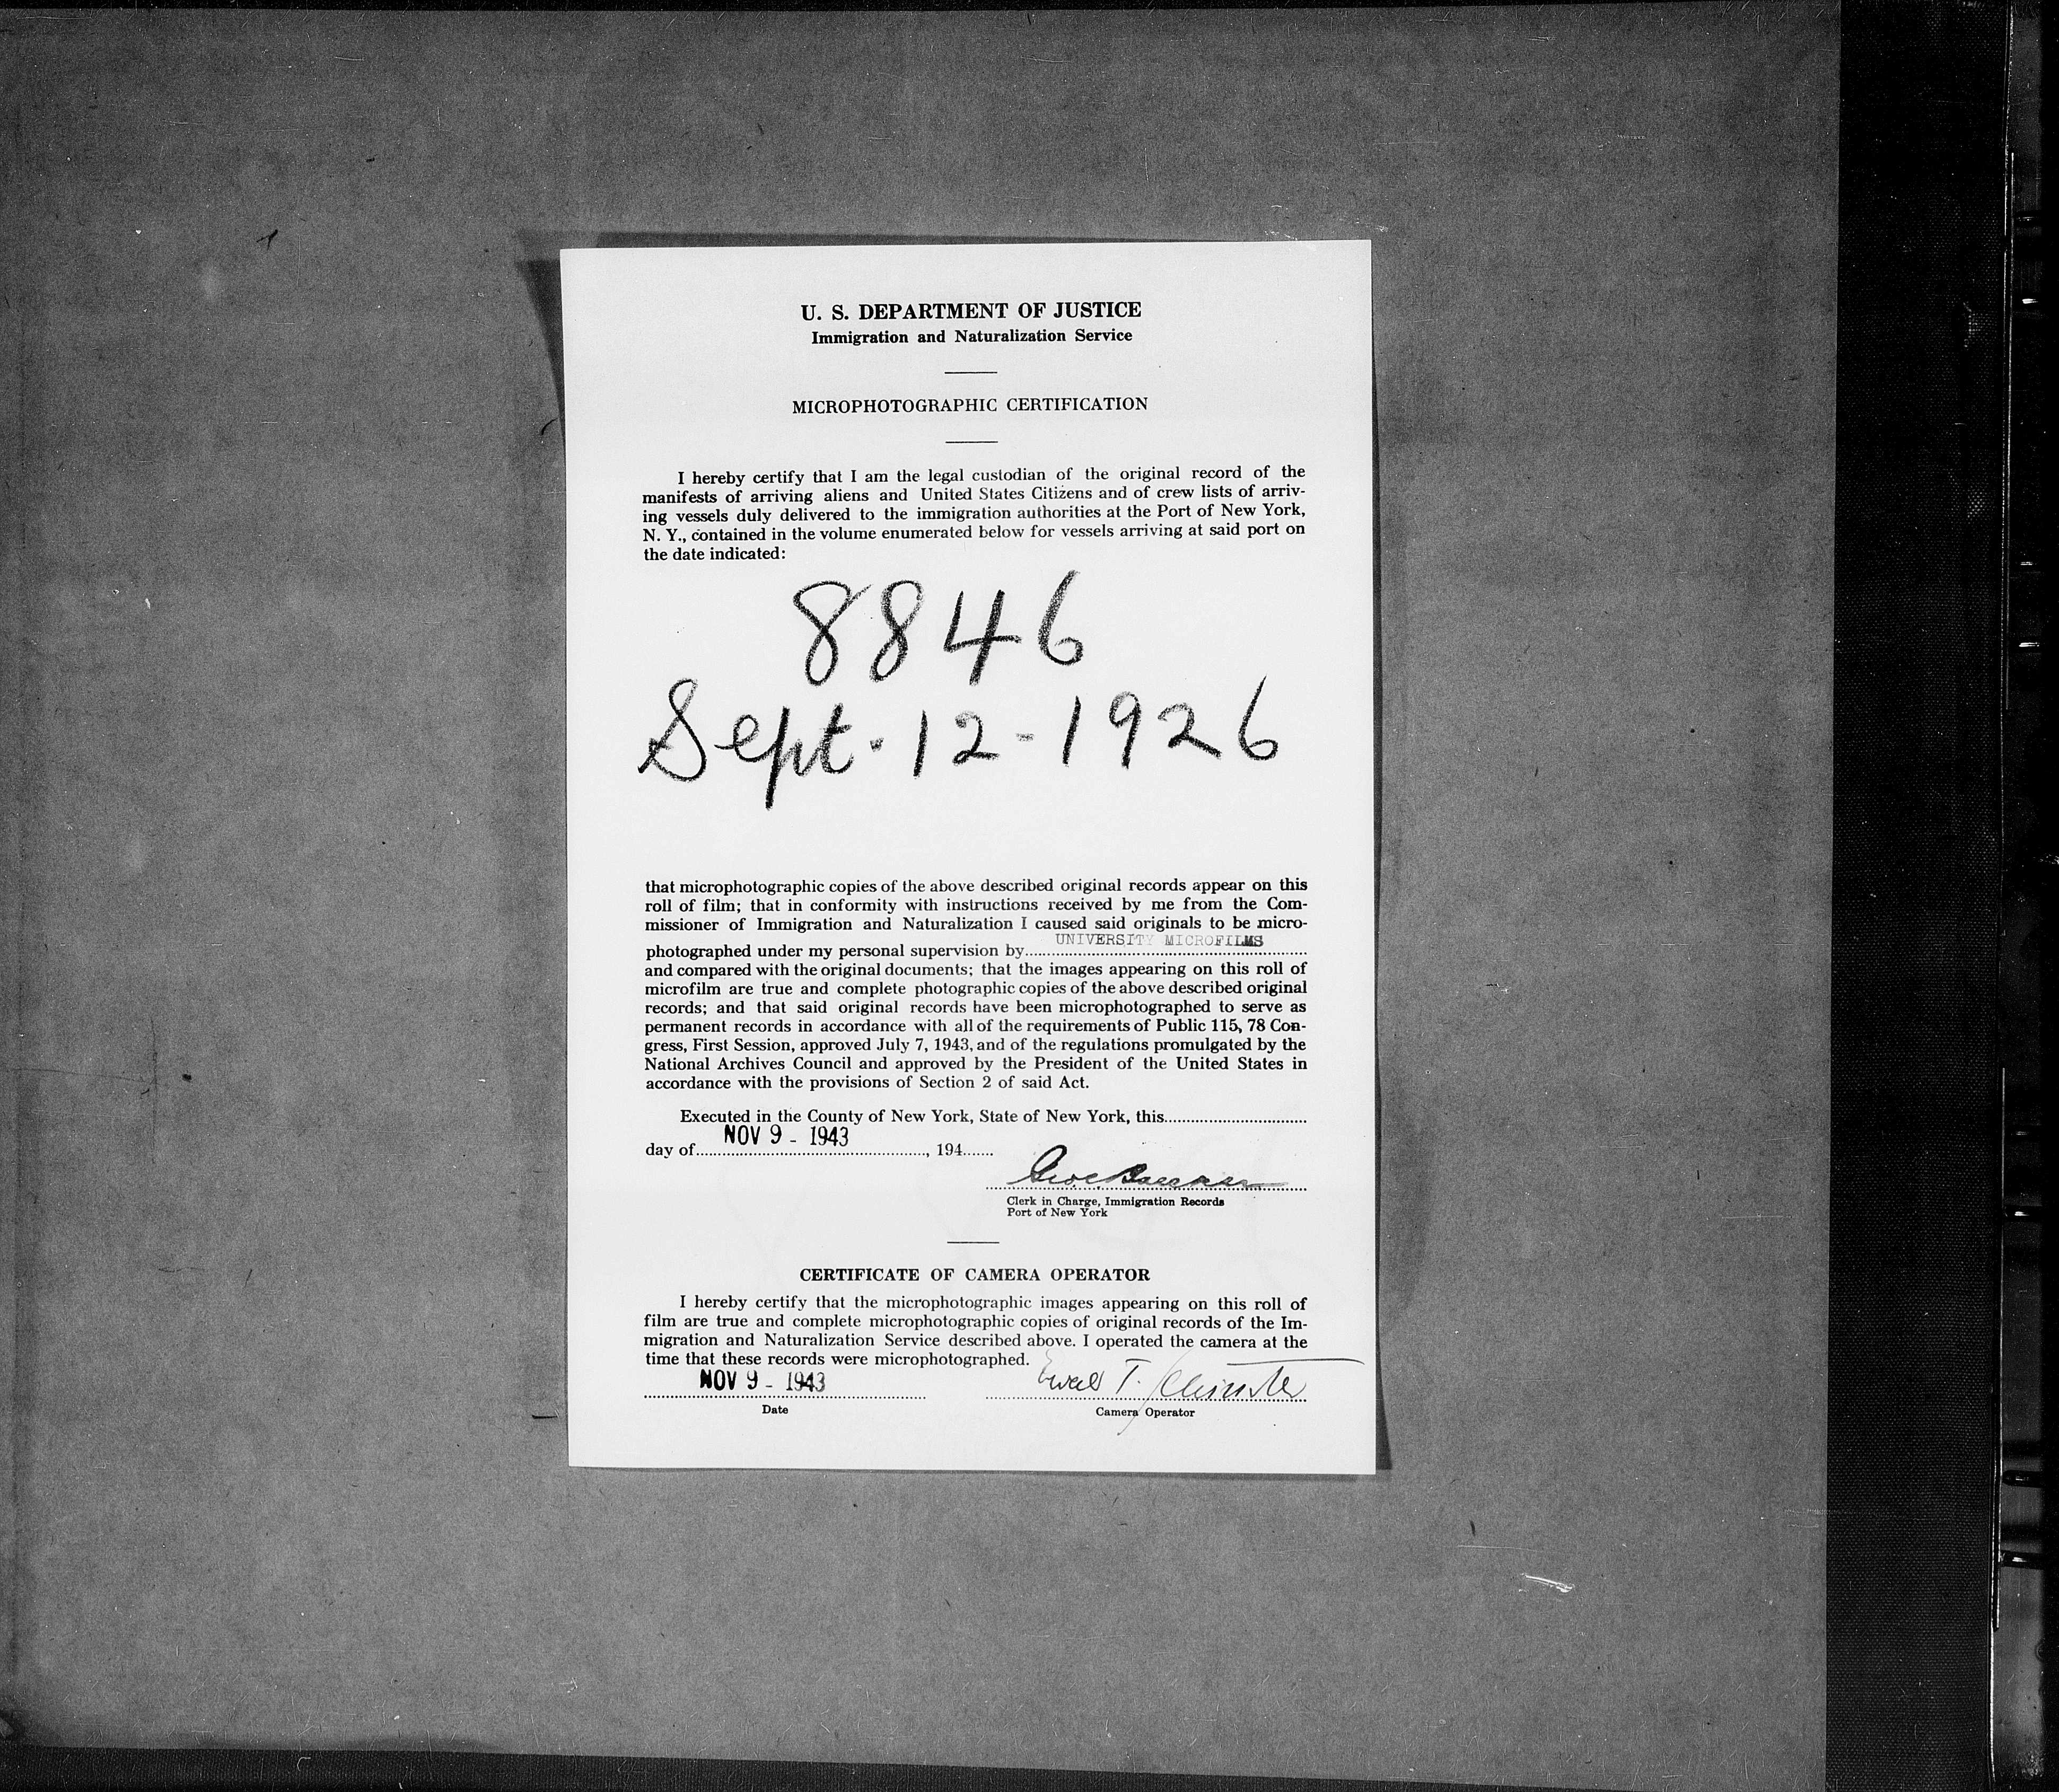 U. S. DEPARTMENT OF JUSTICE
Immigration and Naturalization Service
MICROPHOTOGRAPHIC CERTIFICATION
I hereby certify that I am the legal custodian of the original record of the
manifests of arriving aliens and United States Citizens and of crew lists of arriv-
ing vessels duly delivered to the immigration authorities at the Port of New York,
N. Y., contained in the volume enumerated below for vessels arriving at said port on
the date indicated:
8846
Sept. 12-1926
that microphotographic copies of the above described original records appear on this
roll of film; that in conformity with instructions received by me from the Com-
missioner of Immigration and Naturalization I caused said originals to be micro-
photographed under my personal supervision by UNIVERSITY MICROFILMS
and compared with the original documents; that the images appearing on this roll of
microfilm are true and complete photographic copies of the above described original
records; and that said original records have been microphotographed to serve as
permanent records in accordance with all of the requirements of Public 115, 78 Con-
gress, First Session, approved July 7, 1943, and of the regulations promulgated by the
National Archives Council and approved by the President of the United States in
accordance with the provisions of Section 2 of said Act.
Executed in the County of New York, State of New York, this
day of NOV 9 - 1943, 194
Clerk in Charge, Immigration Records
Port of New York
CERTIFICATE OF CAMERA OPERATOR
I hereby certify that the microphotographic images appearing on this roll of
film are true and complete microphotographic copies of original records of the Im-
migration and Naturalization Service described above. I operated the camera at the
time that these records were microphotographed.
NOV 9 - 1943 T.
Date
Camera Operator